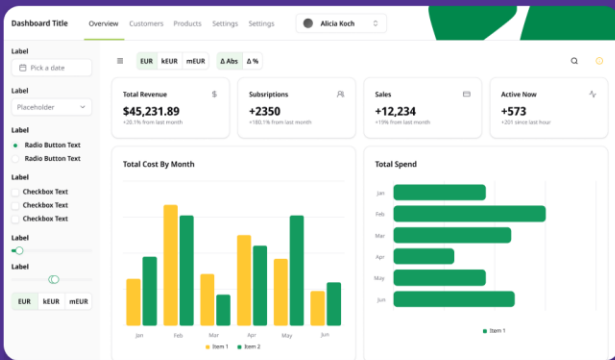 Dashboard Title
Overview
Customers
Products
Settings
Settings
Alicia Koch
Label
Pick a date
Label
Placeholder
Label
Radio Button Text
Radio Button Text
Label
Checkbox Text
Checkbox Text
Checkbox Text
Label
Label
EUR kEUR mEUR
EUR kEUR mEUR
Δ Abs Δ %
Total Revenue
$
$45,231.89
+20.1% from last month
Subsriptions
+2350
+180.1% from last month
Sales
+12,234
+19% from last month
Active Now
+573
+201 since last hour
Total Cost By Month
Jan Feb Mar Apr May Jun
Item 1 Item 2
Total Spend
Jan
Feb
Mar
Apr
May
Jun
Item 1